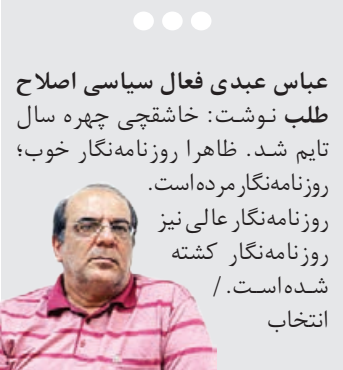 عباس عبدی فعال سیاسی اصلاح
طلب نوشت: خاشقچی چهره سال
تایم شد. ظاهرا روزنامه‌نگار خوب؛
روزنامه‌نگار مرده‌است.
روزنامه‌نگار عالی نیز
روزنامه‌نگار کشته
شده‌است. /
انتخاب